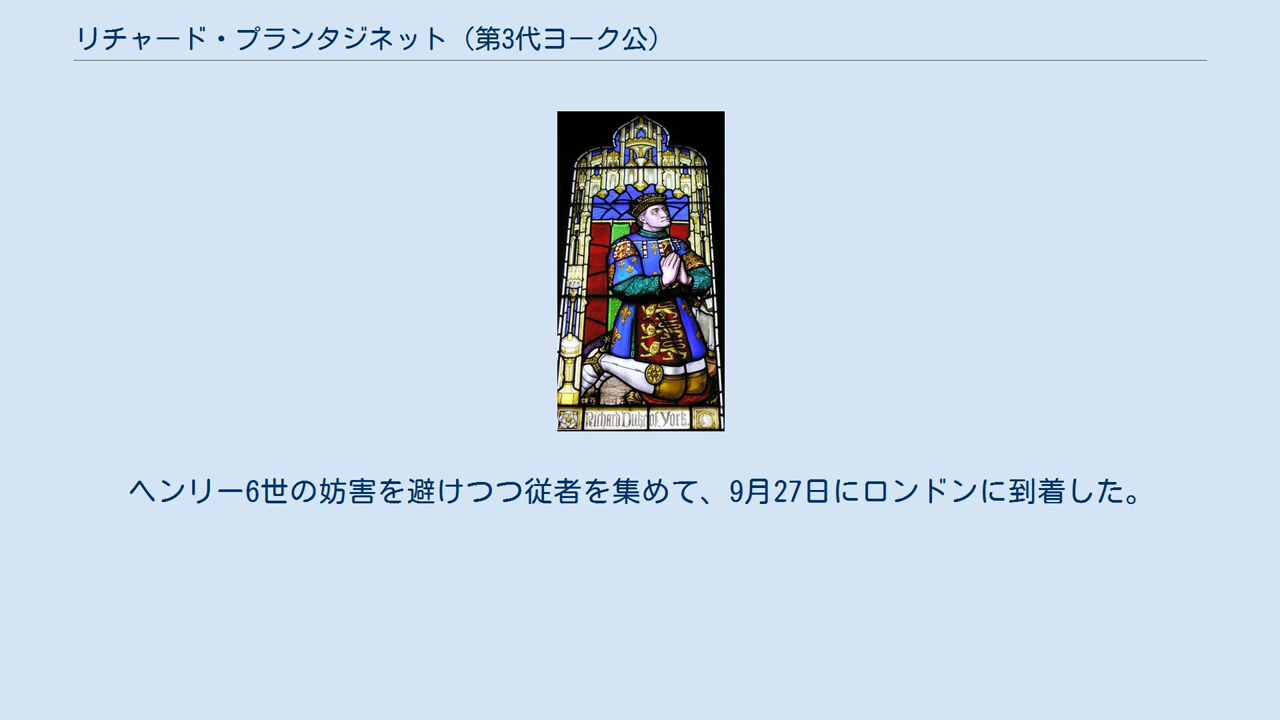 リチャード・プランタジネット（第3代ヨーク公）
Richard Duke of York.
ヘンリー6世の妨害を避けつつ従者を集めて、9月27日にロンドンに到着した。